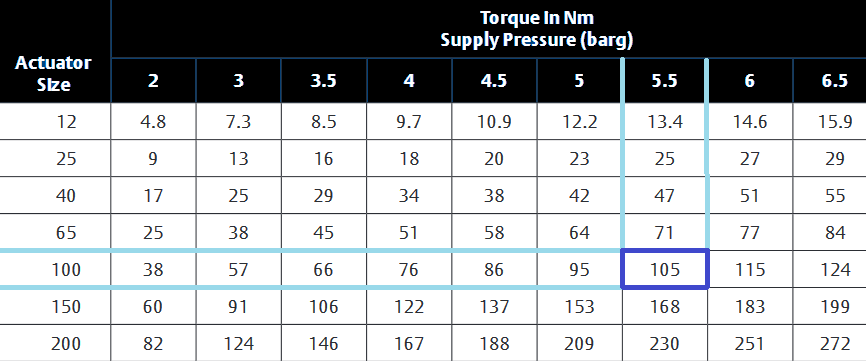 Torque In Nm
Supply Pressure (barg)
Actuator
Size
2 3 3.5 4 4.5 5 5.5 6 6.5
12 4.8 7.3 8.5 9.7 10.9 12.2 13.4 14.6 15.9
25 9 13 16 18 20 23 25 27 29
40 17 25 29 34 38 42 47 51 55
65 25 38 45 51 58 64 71 77 84
100 38 57 66 76 86 95 105 115 124
150 60 91 106 122 137 153 168 183 199
200 82 124 146 167 188 209 230 251 272